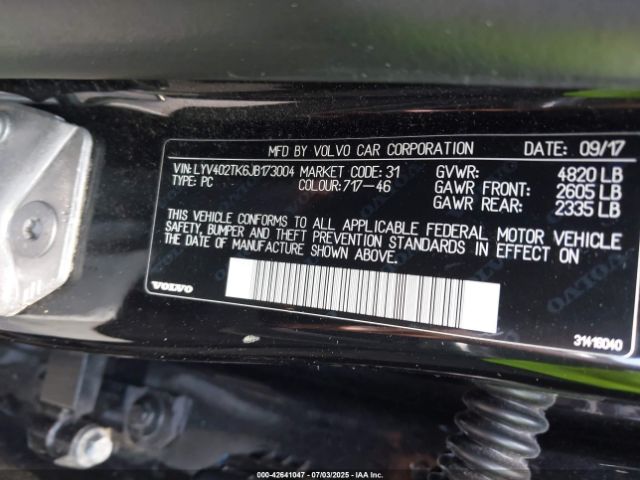 MFD BY VOLVO CAR CORPORATION DATE: 09/17
VIN: LYV402TK6JB173004 MARKET CODE: 31 GVWR: 4820 LB
TYPE: PC COLOUR: 717-46 GAWR FRONT: 2605 LB
GAWR REAR: 2335 LB
THIS VEHICLE CONFORMS TO ALL APPLICABLE FEDERAL MOTOR VEHICLE
SAFETY, BUMPER AND THEFT PREVENTION STANDARDS IN EFFECT ON
THE DATE OF MANUFACTURE SHOWN ABOVE.
VOLVO
31418040
000-42641047 - 07/03/2025 - IAAI.com